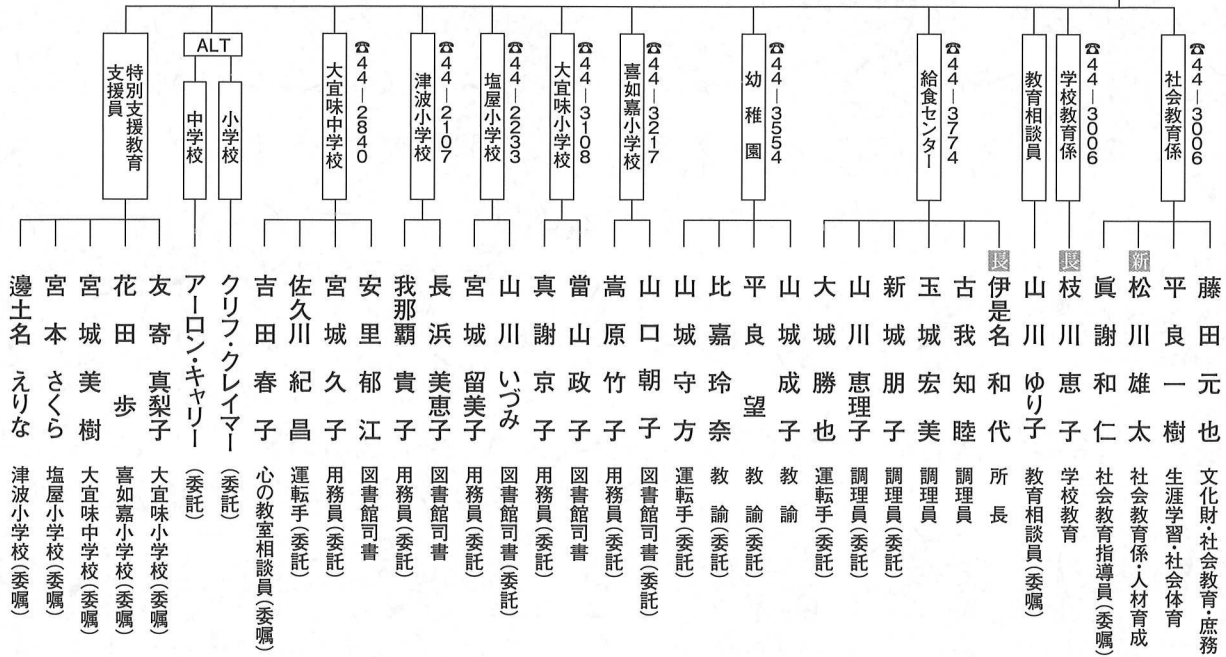 ☎44—3006
社会教育係
藤田元也 文化財・社会教育・庶務
平良一樹 生涯学習・社会体育
新 松川雄太 社会教育係・人材育成
眞謝和仁 社会教育指導員(委嘱)
☎44—3006
学校教育係
長 枝川恵子 学校教育
教育相談員
山川ゆり子 教育相談員(委嘱)
☎44—3774
給食センター
長 伊是名和代 所長
古我知睦 調理員
玉城宏美 調理員
新城朋子 調理員(委託)
山川恵理子 調理員(委託)
大城勝也 運転手(委託)
☎44—3554
幼稚園
山城成子 教諭
平良望 教諭(委託)
比嘉玲奈 教諭(委託)
山城守方 運転手(委託)
☎44—3217
喜如嘉小学校
山口朝子 図書館司書(委託)
嵩原竹子 用務員(委託)
☎44—3108
大宜味小学校
當山政子 図書館司書
真謝京子 用務員(委託)
☎44—2233
塩屋小学校
山川いづみ 図書館司書(委託)
宮城留美子 用務員(委託)
☎44—2107
津波小学校
長浜美恵子 図書館司書
我那覇貴子 用務員(委託)
☎44—2840
大宜味中学校
安里郁江 図書館司書
宮城久子 用務員(委託)
佐久川紀昌 運転手(委託)
吉田春子 心の教室相談員(委託)
ALT
小学校
クリフ・クレイマー (委託)
中学校
アーロン・キャリー (委託)
特別支援教育
支援員
友寄真梨子 大宜味小学校(委嘱)
花田歩 喜如嘉小学校(委嘱)
宮城美樹 大宜味中学校(委嘱)
宮本さくら 塩屋小学校(委嘱)
邊土名えりな 津波小学校(委嘱)